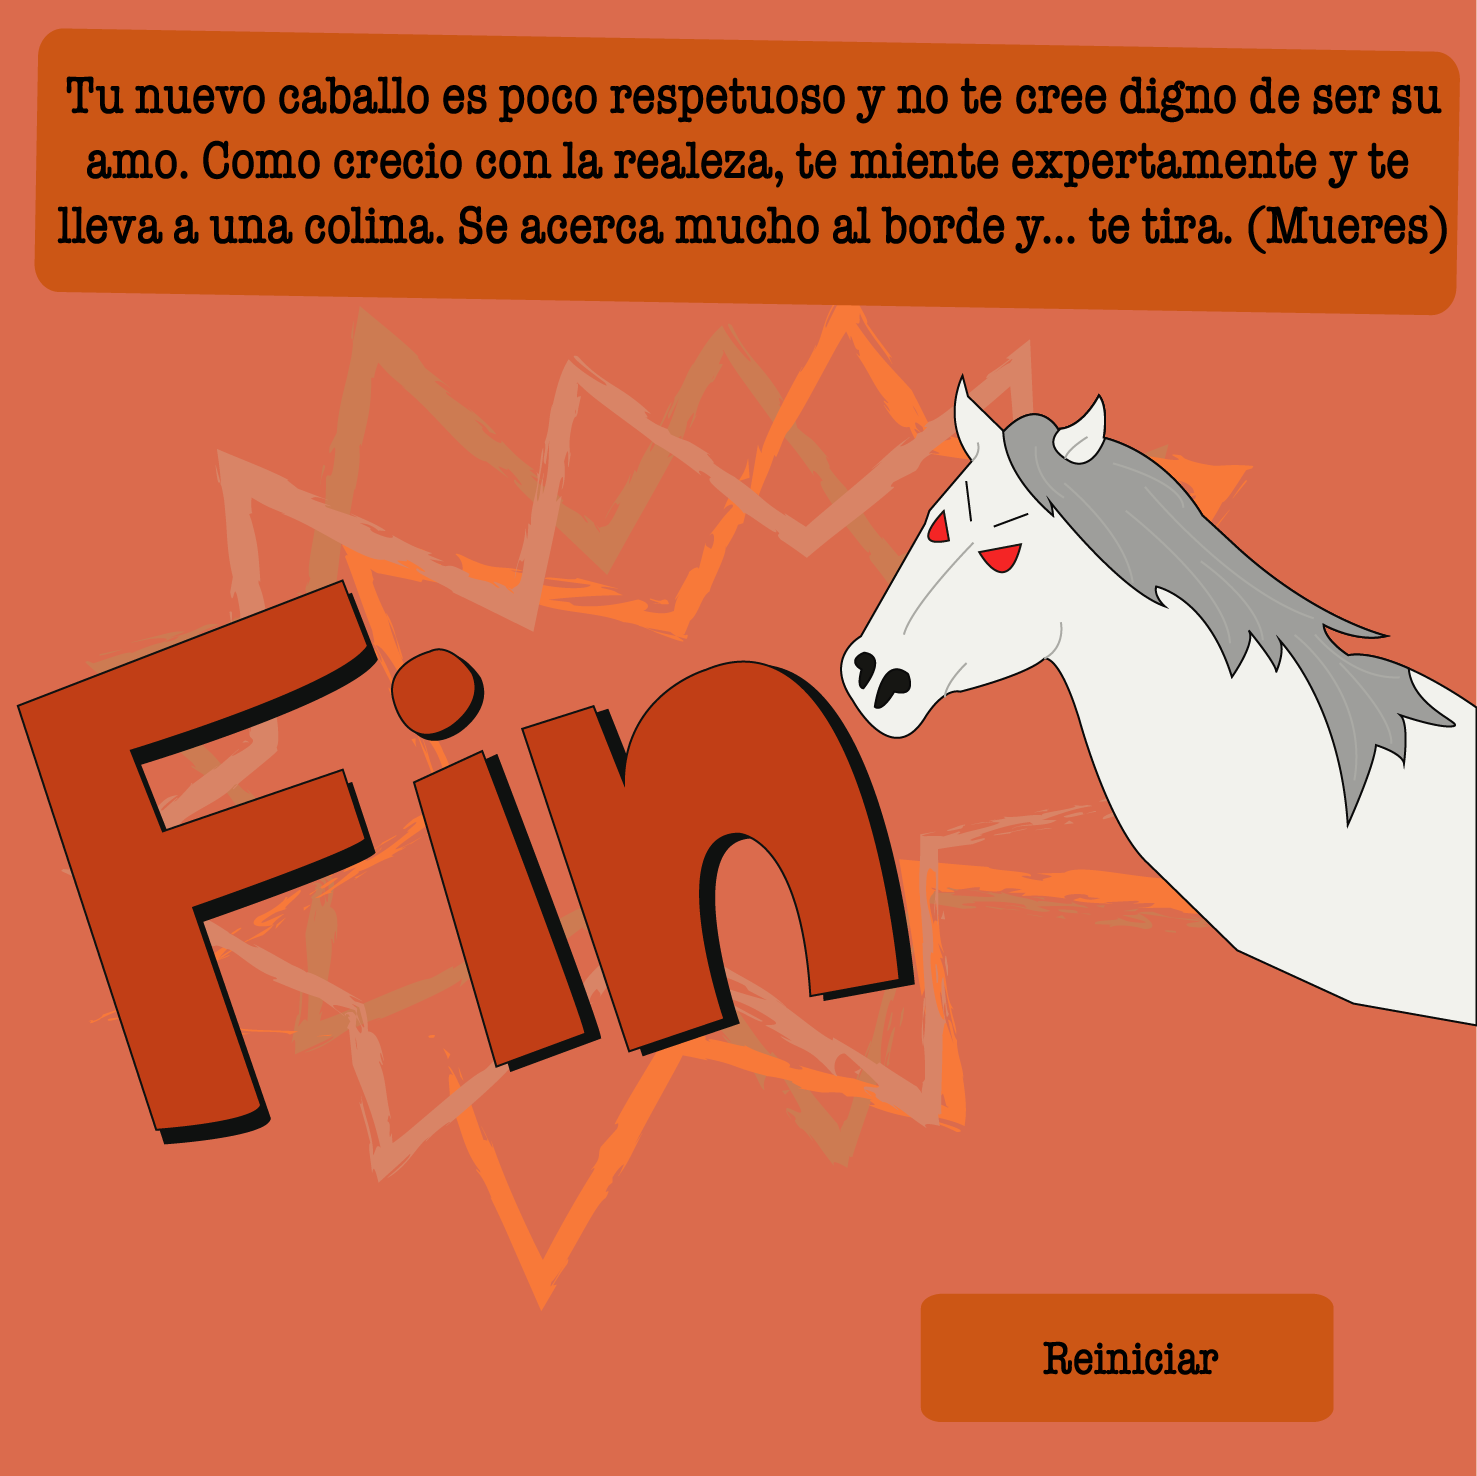 Tu nuevo caballo es poco respetuoso y no te cree digno de ser su
amo. Como crecio con la realeza, te miente expertamente y te
lleva a una colina. Se acerca mucho al borde y... te tira. (Mueres)
Fin
Reiniciar